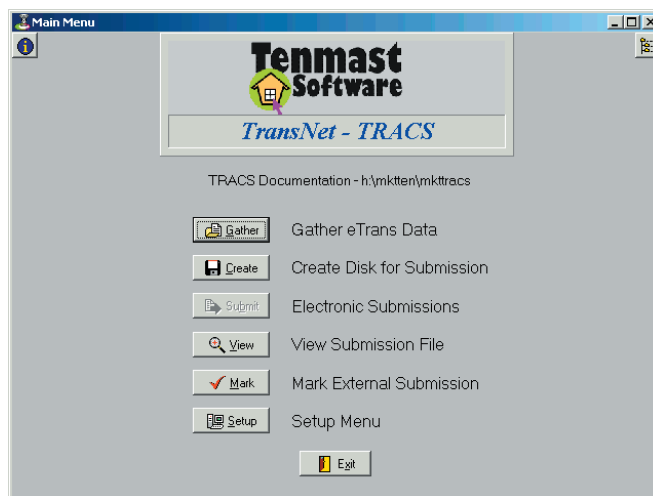 Main Menu
Tenmast
Software
TransNet - TRACS
TRACS Documentation - h:\mktten\mkttracs
Gather Gather eTrans Data
Create Create Disk for Submission
Submit Electronic Submissions
View View Submission File
Mark Mark External Submission
Setup Setup Menu
Exit